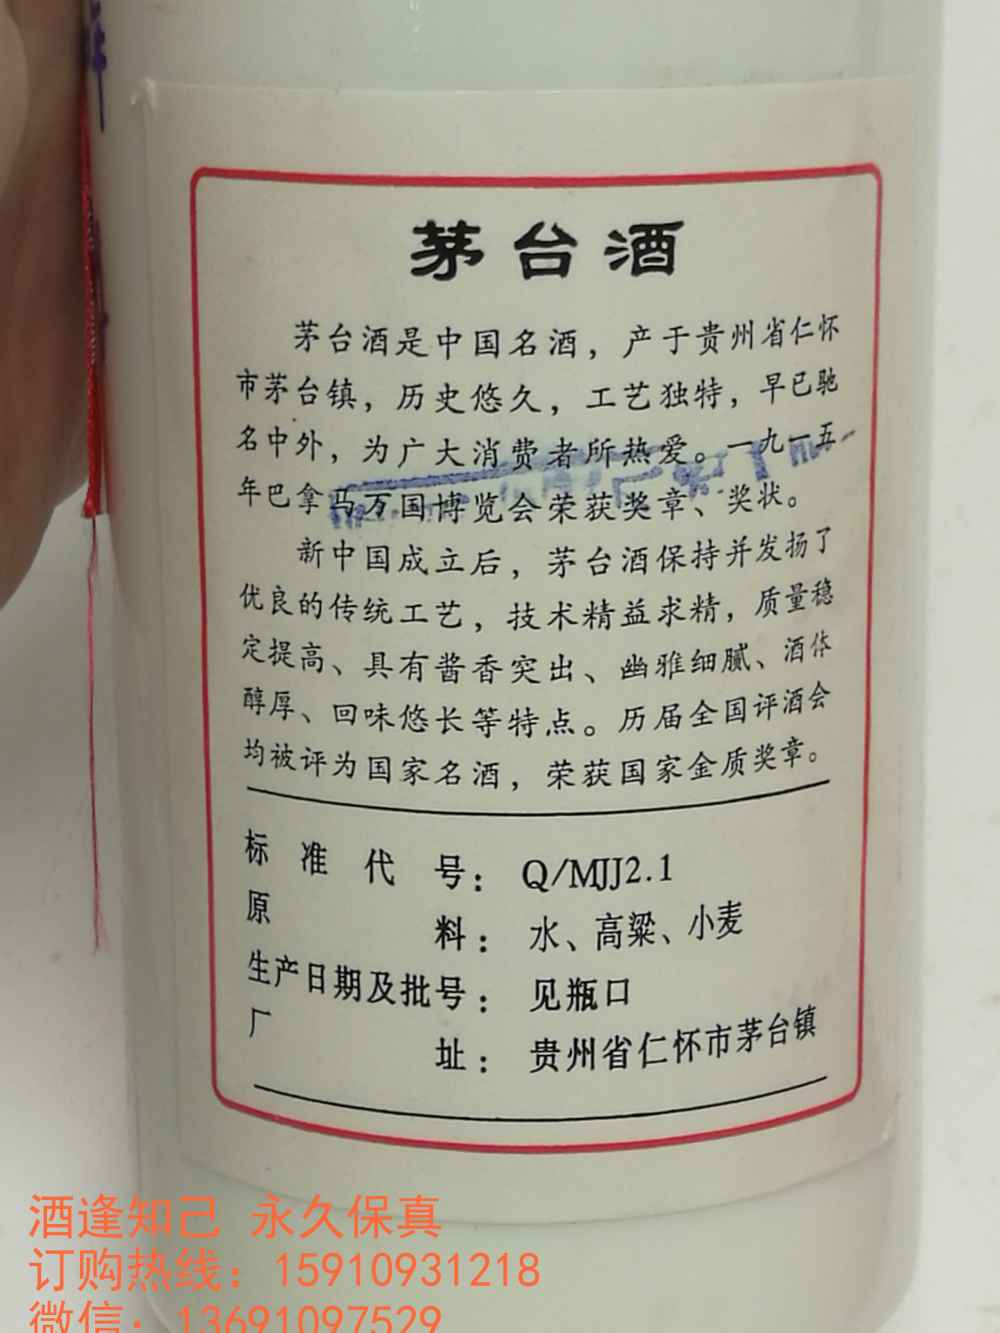 茅台酒
茅台酒是中国名酒，产于贵州省仁怀
市茅台镇，历史悠久，工艺独特，早已驰
名中外，为广大消费者所热爱。一九一五
年巴拿马万国博览会荣获奖章、奖状。
新中国成立后，茅台酒保持并发扬了
优良的传统工艺，技术精益求精，质量稳
定提高、具有酱香突出、幽雅细腻、酒体
醇厚、回味悠长等特点。历届全国评酒会
均被评为国家名酒，荣获国家金质奖章。
标准代号：Q/MJJ2.1
原料：水、高粱、小麦
生产日期及批号：见瓶口
厂址：贵州省仁怀市茅台镇
酒逢知己 永久保真
订购热线：15910931218
微信：13691097529